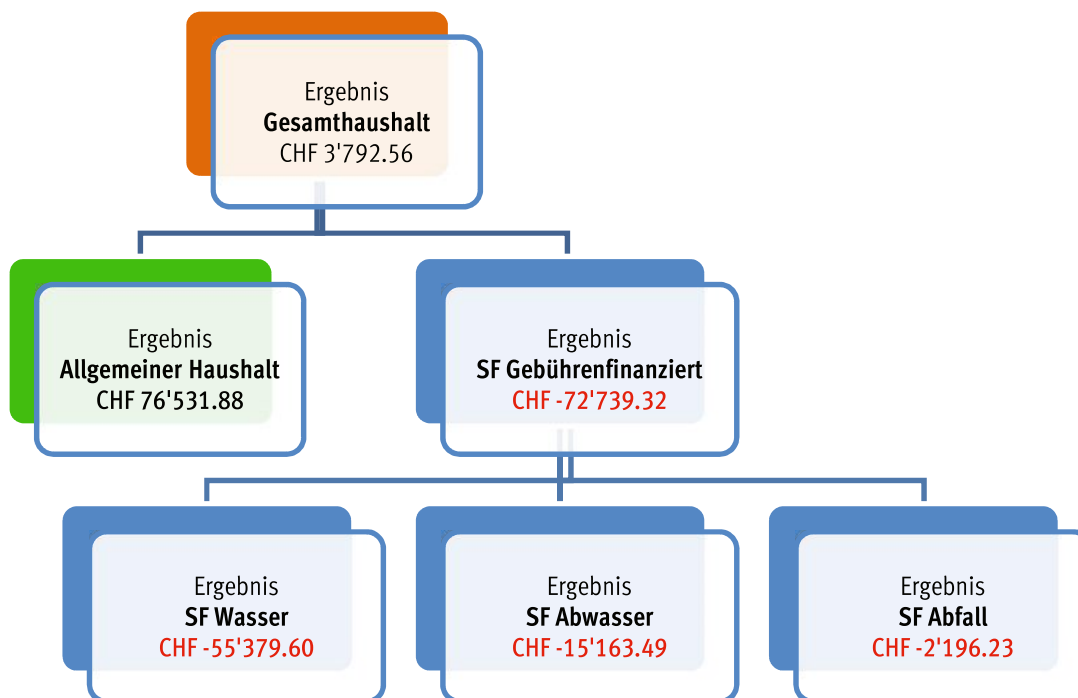 Ergebnis
Gesamthaushalt
CHF 3'792.56
Ergebnis
Allgemeiner Haushalt
CHF 76'531.88
Ergebnis
SF Gebührenfinanziert
CHF -72'739.32
Ergebnis
SF Wasser
CHF -55'379.60
Ergebnis
SF Abwasser
CHF -15'163.49
Ergebnis
SF Abfall
CHF -2'196.23